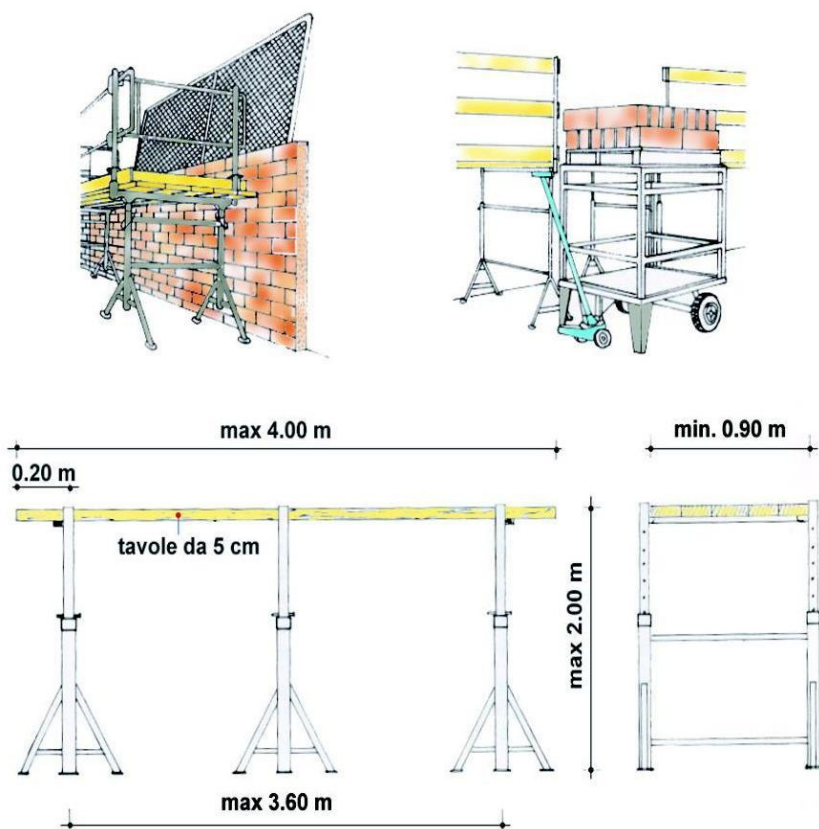 max 4.00 m
min. 0.90 m
0.20 m
tavole da 5 cm
max 2.00 m
max 3.60 m